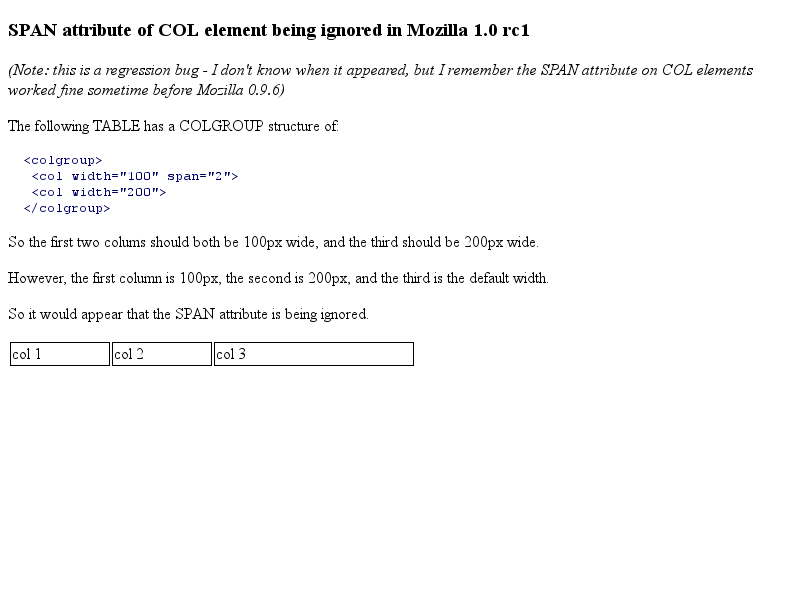 SPAN attribute of COL element being ignored in Mozilla 1.0 rc1
(Note: this is a regression bug - I don't know when it appeared, but I remember the SPAN attribute on COL elements
worked fine sometime before Mozilla 0.9.6)
The following TABLE has a COLGROUP structure of:
<colgroup>
<col width="100" span="2">
<col width="200">
</colgroup>
So the first two colums should both be 100px wide, and the third should be 200px wide.
However, the first column is 100px, the second is 200px, and the third is the default width.
So it would appear that the SPAN attribute is being ignored.
col 1 col 2 col 3